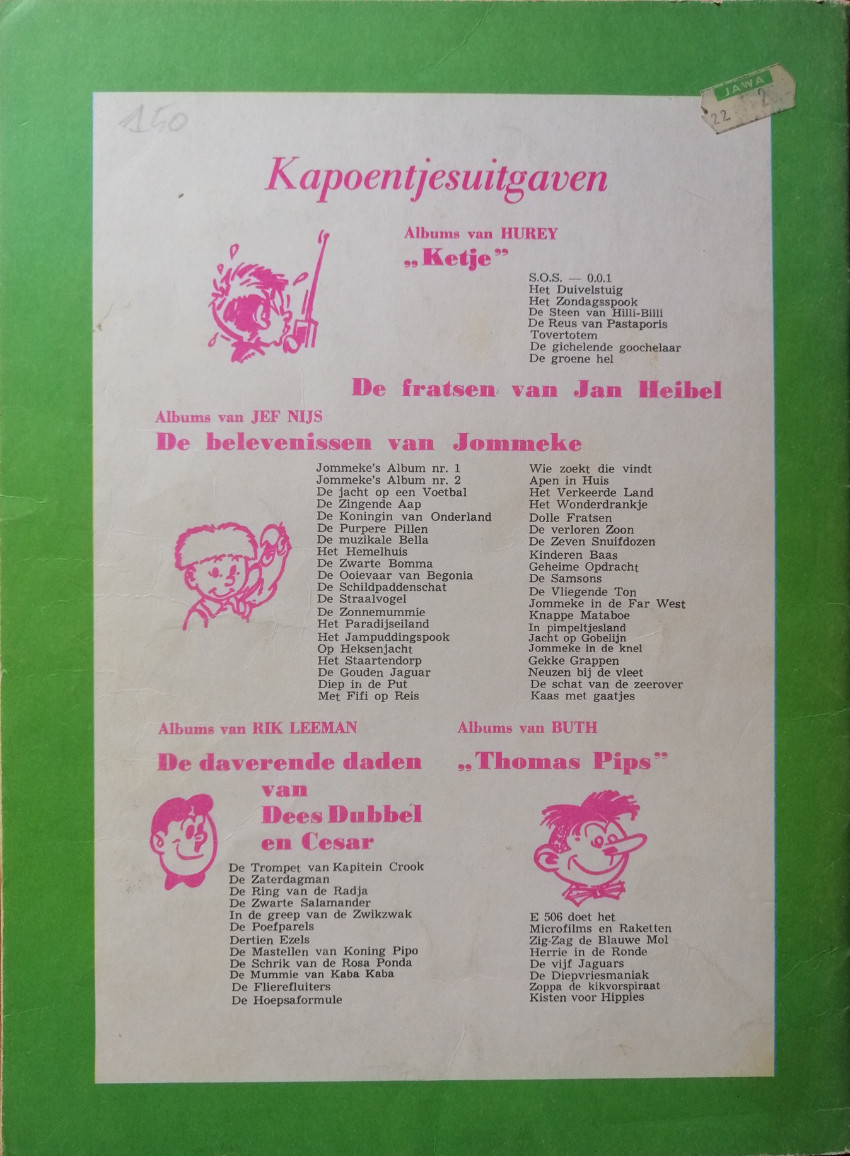 JAWA
22
150
Kapoentjesuitgaven
Albums van HUREY
„Ketje”
S.O.S. — 0.0.1
Het Duivelstuig
Het Zondagsspook
De Steen van Hilli-Billi
De Reus van Pastaporis
Tovertotem
De gichelende goochelaar
De groene hel
De fratsen van Jan Heibel
Albums van JEF NIJS
De belevenissen van Jommeke
Jommeke's Album nr. 1
Jommeke's Album nr. 2
De jacht op een Voetbal
De Zingende Aap
De Koningin van Onderland
De Purpere Pillen
De muzikale Bella
Het Hemelhuis
De Zwarte Bomma
De Ooievaar van Begonia
De Schildpaddenschat
De Straalvogel
De Zonnemummie
Het Paradijseiland
Het Jampuddingspook
Op Heksenjacht
Het Staartendorp
De Gouden Jaguar
Diep in de Put
Met Fifi op Reis
Wie zoekt die vindt
Apen in Huis
Het Verkeerde Land
Het Wonderdrankje
Dolle Fratsen
De verloren Zoon
De Zeven Snuifdozen
Kinderen Baas
Geheime Opdracht
De Samsons
De Vliegende Ton
Jommeke in de Far West
Knappe Mataboe
In pimpeltjesland
Jacht op Gobelijn
Jommeke in de knel
Gekke Grappen
Neuzen bij de vleet
De schat van de zeerover
Kaas met gaatjes
Albums van RIK LEEMAN
De daverende daden
van
Dees Dubbel
en Cesar
De Trompet van Kapitein Crook
De Zaterdagman
De Ring van de Radja
De Zwarte Salamander
In de greep van de Zwikzwak
De Poefparels
Dertien Ezels
De Mastellen van Koning Pipo
De Schrik van de Rosa Ponda
De Mummie van Kaba Kaba
De Flierefluiters
De Hoepsaformule
Albums van BUTH
„Thomas Pips”
E 506 doet het
Microfilms en Raketten
Zig-Zag de Blauwe Mol
Herrie in de Ronde
De vijf Jaguars
De Diepvriesmaniak
Zoppa de kikvorspiraat
Kisten voor Hippies